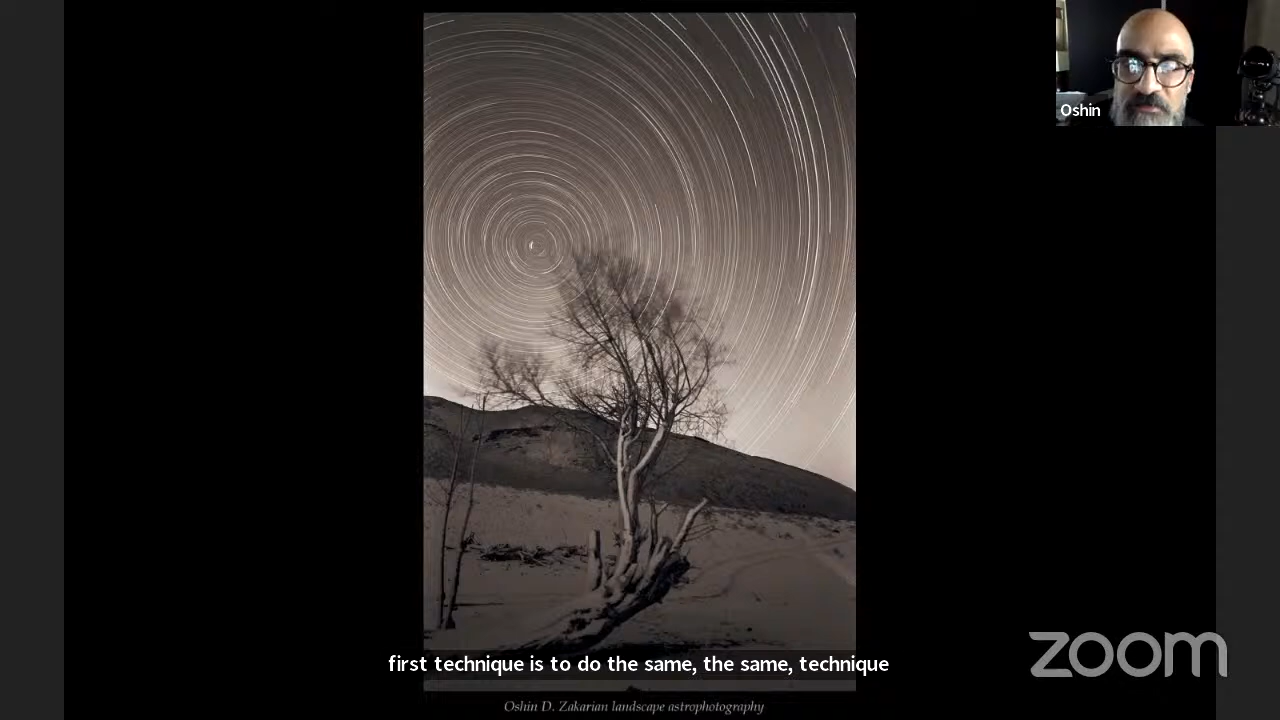 Oshin
first technique is to do the same, the same, technique
zoom
Oshin D. Zakarian landscape astrophotography